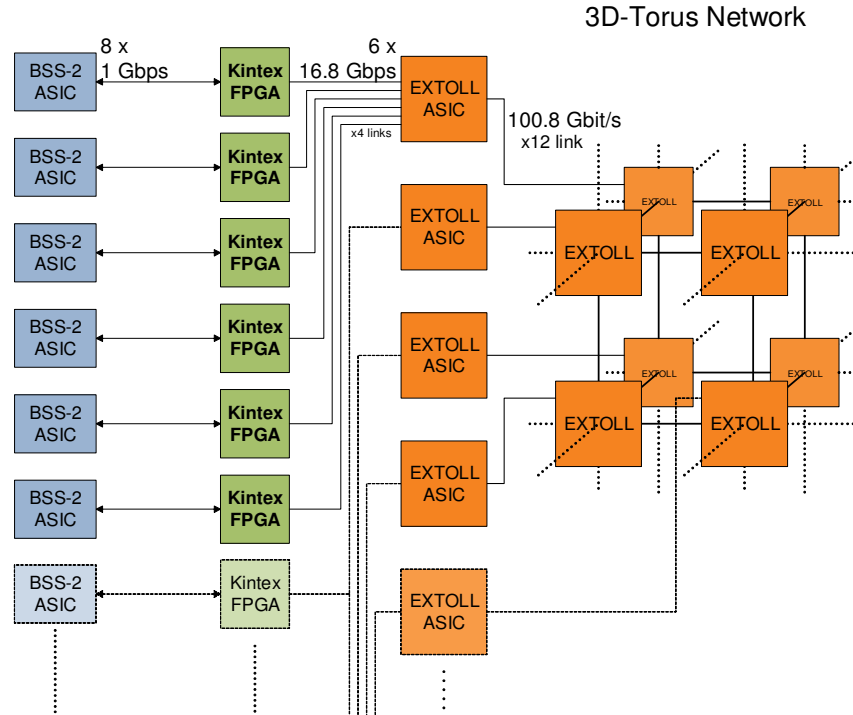 3D-Torus Network
8 x
1 Gbps
6 x
16.8 Gbps
x4 links
100.8 Gbit/s
x12 link
BSS-2
ASIC
Kintex
FPGA
EXTOLL
ASIC
BSS-2
ASIC
Kintex
FPGA
EXTOLL
ASIC
BSS-2
ASIC
Kintex
FPGA
BSS-2
ASIC
Kintex
FPGA
EXTOLL
ASIC
BSS-2
ASIC
Kintex
FPGA
EXTOLL
ASIC
BSS-2
ASIC
Kintex
FPGA
BSS-2
ASIC
Kintex
FPGA
EXTOLL
ASIC
EXTOLL
EXTOLL
EXTOLL
EXTOLL
EXTOLL
EXTOLL
EXTOLL
EXTOLL